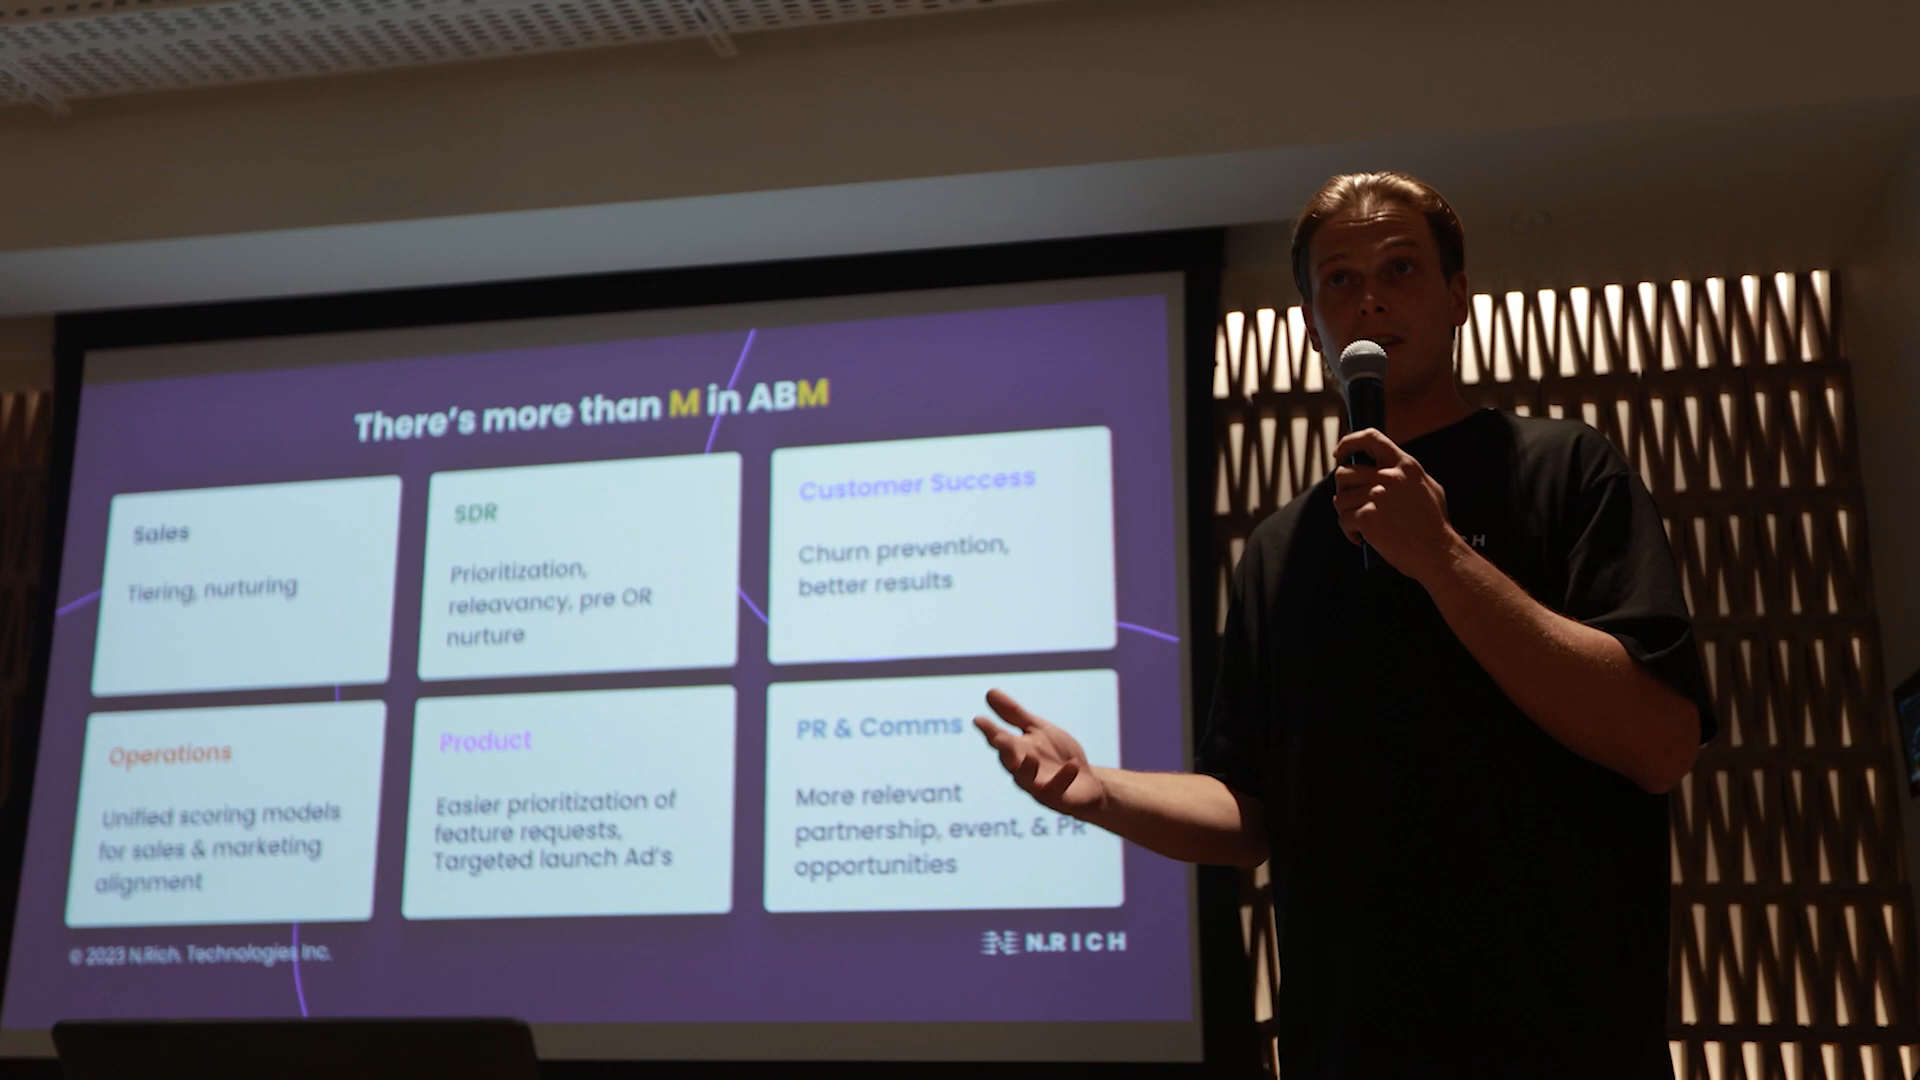 There's more than M in ABM
Sales
Tiering, nurturing
SDR
Prioritization,
releavancy, pre OR
nurture
Customer Success
Churn prevention,
better results
Operations
Unified scoring models
for sales & marketing
alignment
Product
Easier prioritization of
feature requests,
Targeted launch Ad's
PR & Comms
More relevant
partnership, event, & PR
opportunities
© 2023 N.Rich. Technologies Inc.
N.RICH
CH